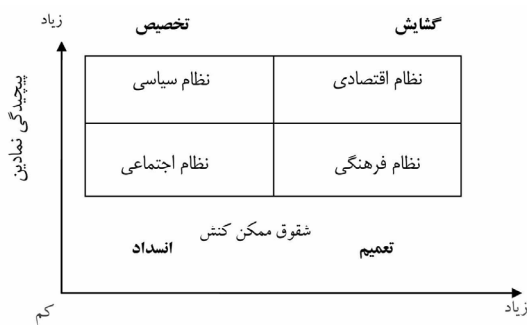 زیاد
گشایش تخصیص
نظام اقتصادی نظام سیاسی
پیچیدگی نمادین
نظام فرهنگی نظام اجتماعی
شقوق ممکن کنش
تعمیم انسداد
زیاد کم